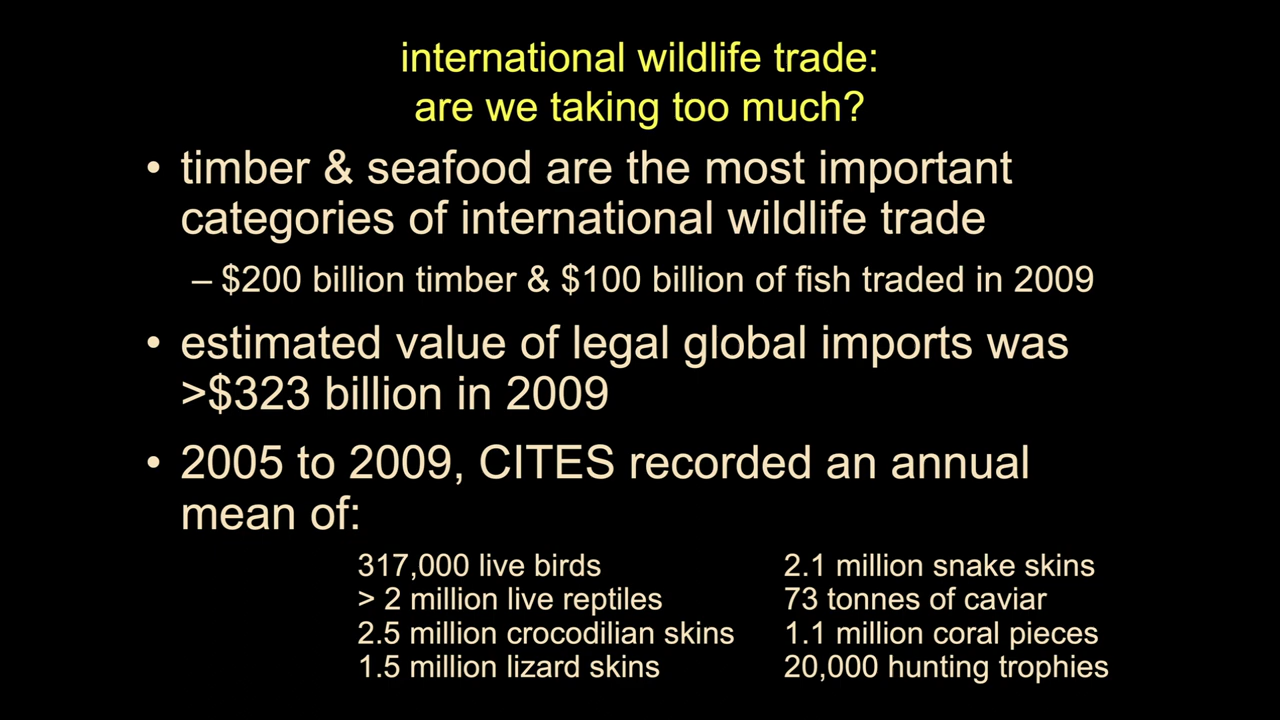 international wildlife trade:
are we taking too much?
• timber & seafood are the most important
categories of international wildlife trade
– $200 billion timber & $100 billion of fish traded in 2009
• estimated value of legal global imports was
>$323 billion in 2009
• 2005 to 2009, CITES recorded an annual
mean of:
317,000 live birds
> 2 million live reptiles
2.5 million crocodilian skins
1.5 million lizard skins
2.1 million snake skins
73 tonnes of caviar
1.1 million coral pieces
20,000 hunting trophies